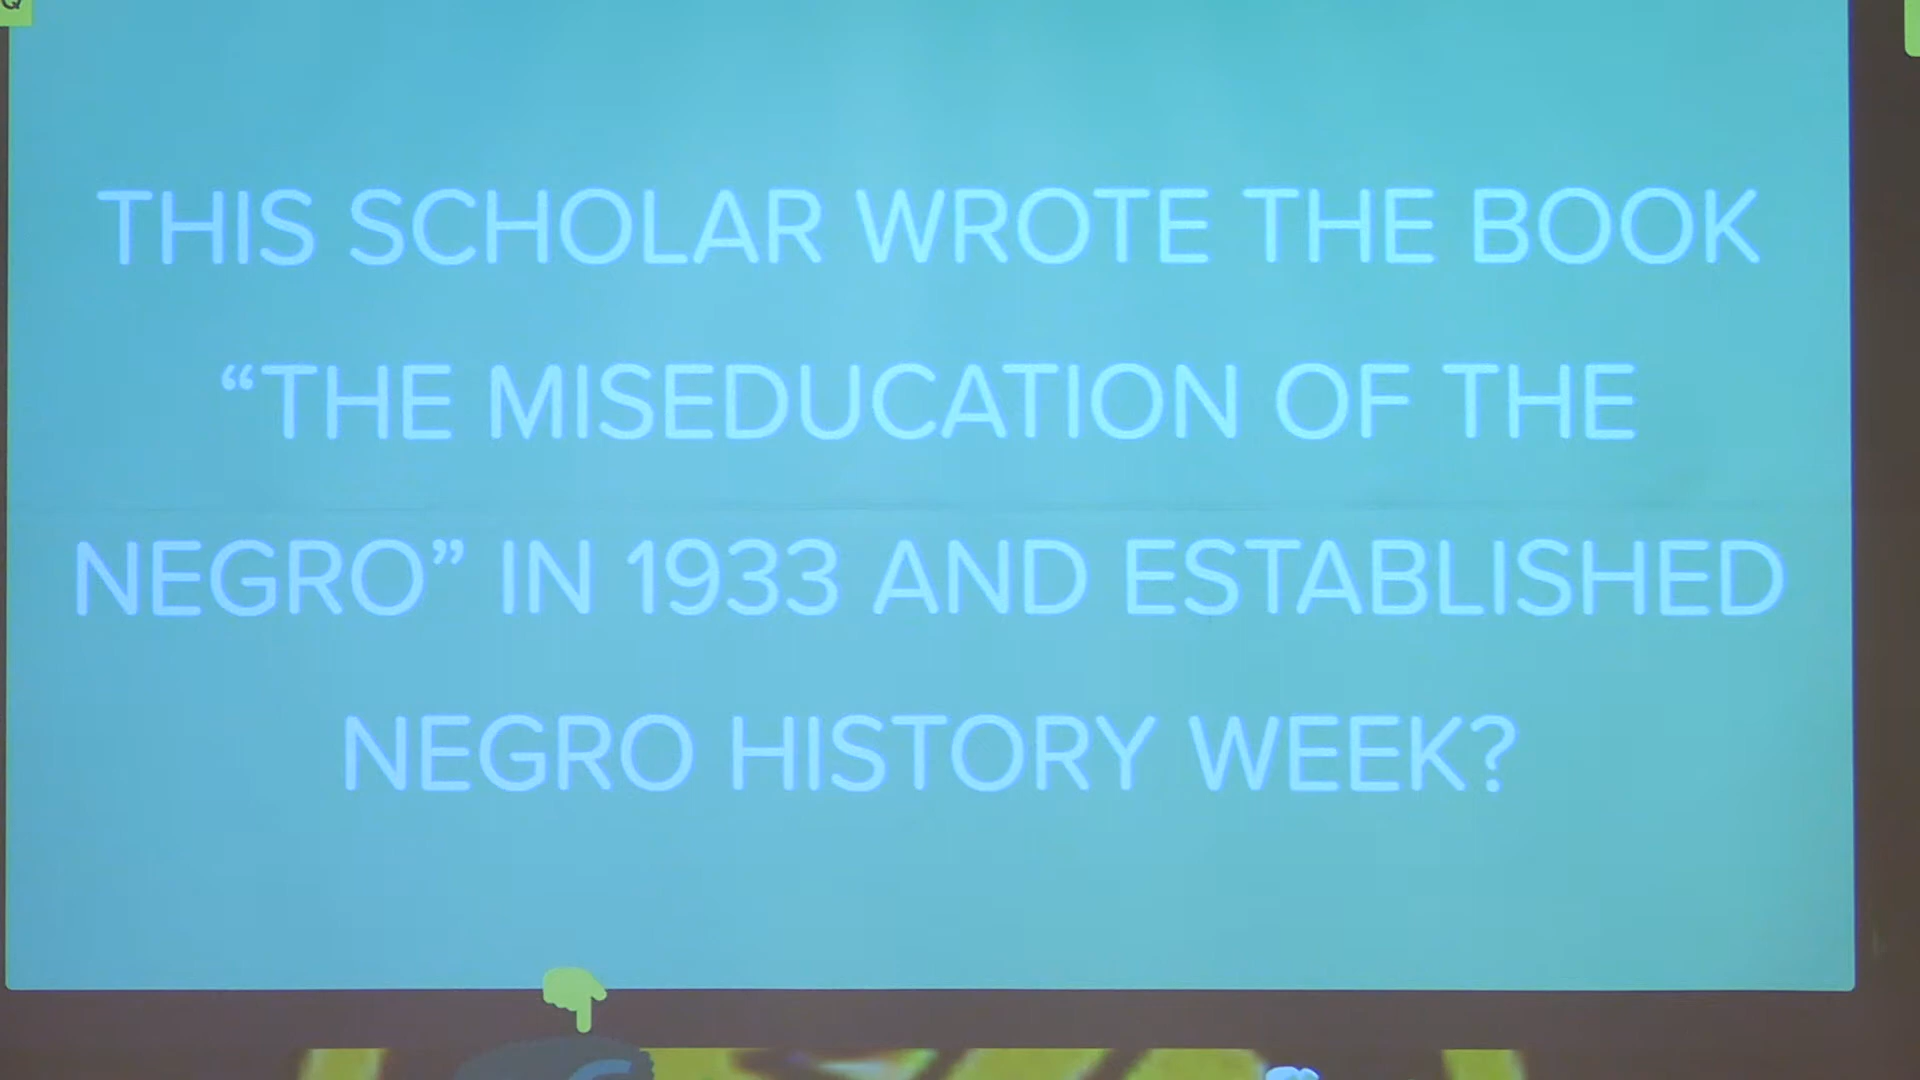 Q
THIS SCHOLAR WROTE THE BOOK
“THE MISEDUCATION OF THE
NEGRO” IN 1933 AND ESTABLISHED
NEGRO HISTORY WEEK?